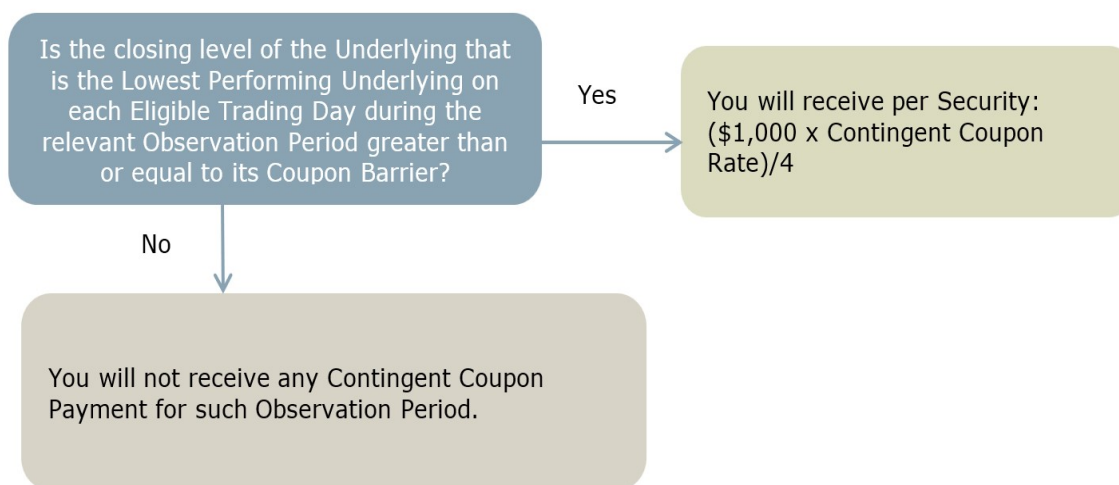 Is the closing level of the Underlying that
is the Lowest Performing Underlying on
each Eligible Trading Day during the
relevant Observation Period greater than
or equal to its Coupon Barrier?
Yes
You will receive per Security:
($1,000 x Contingent Coupon
Rate)/4
No
You will not receive any Contingent Coupon
Payment for such Observation Period.